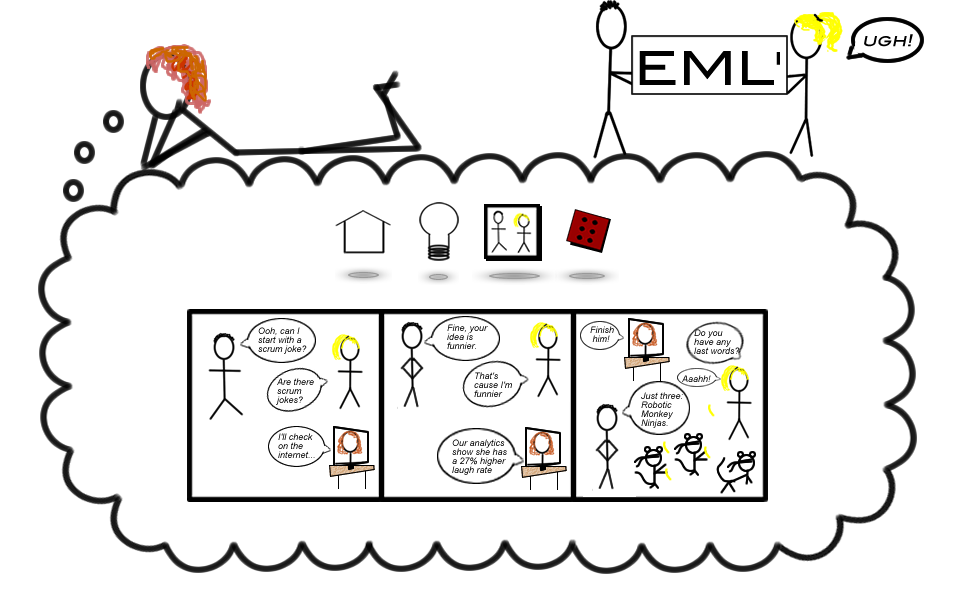 EML'
UGH!
Ooh, can I
start with a
scrum joke?
Are there
scrum
jokes?
I'll check
on the
internet...
Fine, your
idea is
funnier.
That's
cause I'm
funnier
Our analytics
show she has
a 27% higher
laugh rate
Finish
him!
Do you
have any
last words?
Aaahh!
Just three:
Robotic
Monkey
Ninjas.